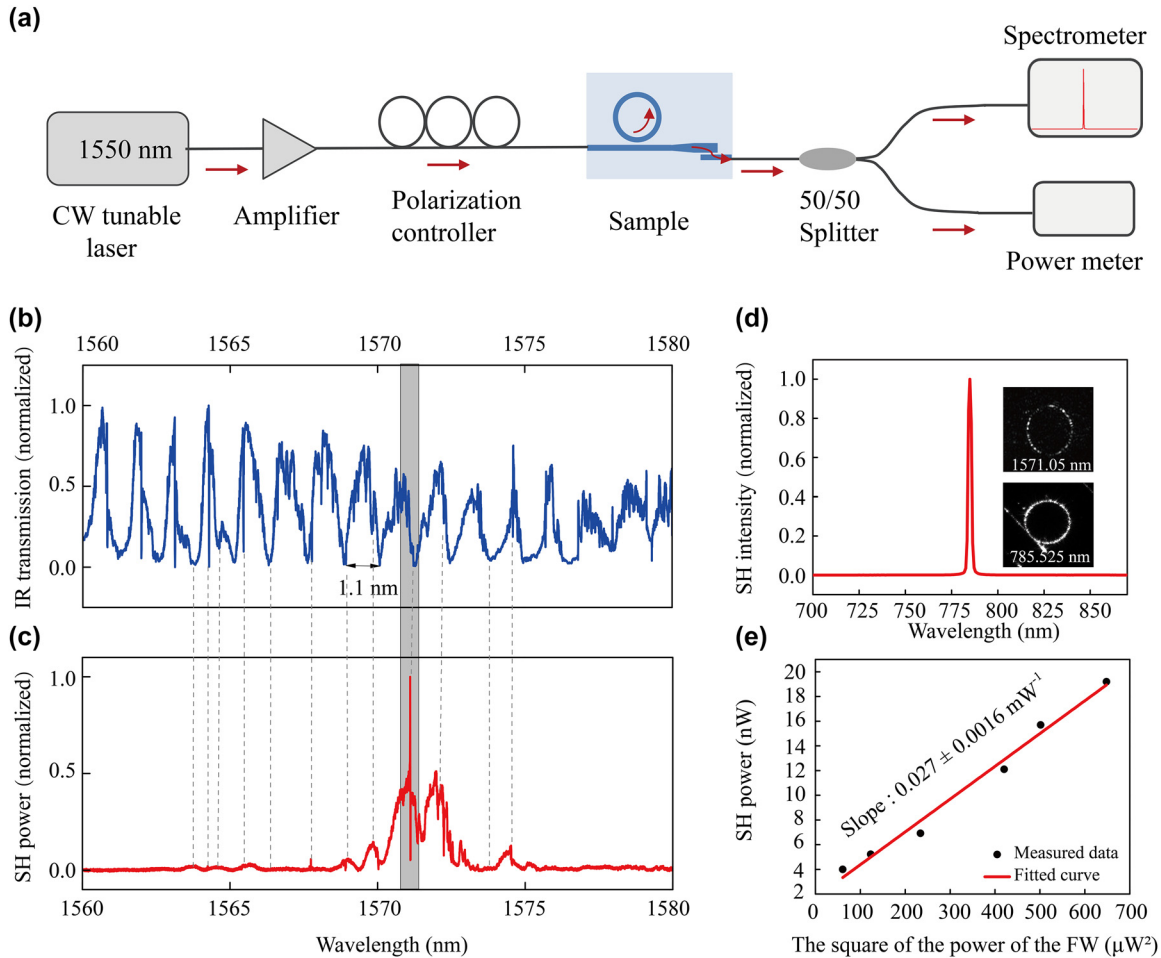 (a)
1550 nm
CW tunable
laser
Amplifier
Polarization
controller
Sample
50/50
Splitter
Spectrometer
Power meter
(b)
1560 1565 1570 1575 1580
IR transmission (normalized)
1.0
0.5
0.0
1.1 nm
(c)
SH power (normalized)
1.0
0.5
0.0
1560 1565 1570 1575 1580
Wavelength (nm)
(d)
SH intensity (normalized)
1.0
0.8
0.6
0.4
0.2
0.0
1571.05 nm
785.525 nm
700 725 750 775 800 825 850
Wavelength (nm)
(e)
SH power (nW)
20
18
16
14
12
10
8
6
4
2
Slope : 0.027 ± 0.0016 mW⁻¹
Measured data
Fitted curve
0 100 200 300 400 500 600 700
The square of the power of the FW (μW²)